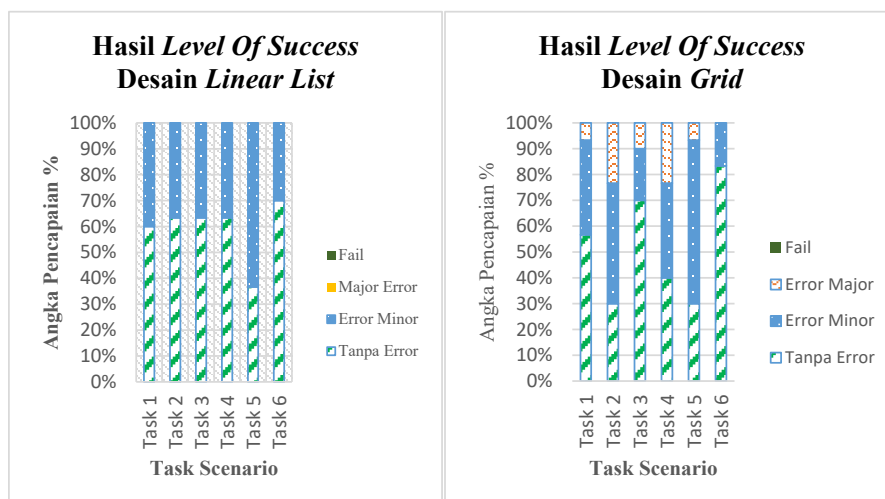 Hasil Level Of Success
Desain Linear List
100%
90%
80%
70%
60%
50%
40%
30%
20%
10%
0%
Angka Pencapaian %
Task 1
Task 2
Task 3
Task 4
Task 5
Task 6
Task Scenario
Fail
Major Error
Error Minor
Tanpa Error
Hasil Level Of Success
Desain Grid
100%
90%
80%
70%
60%
50%
40%
30%
20%
10%
0%
Angka Pencapaian %
Task 1
Task 2
Task 3
Task 4
Task 5
Task 6
Task Scenario
Fail
Error Major
Error Minor
Tanpa Error